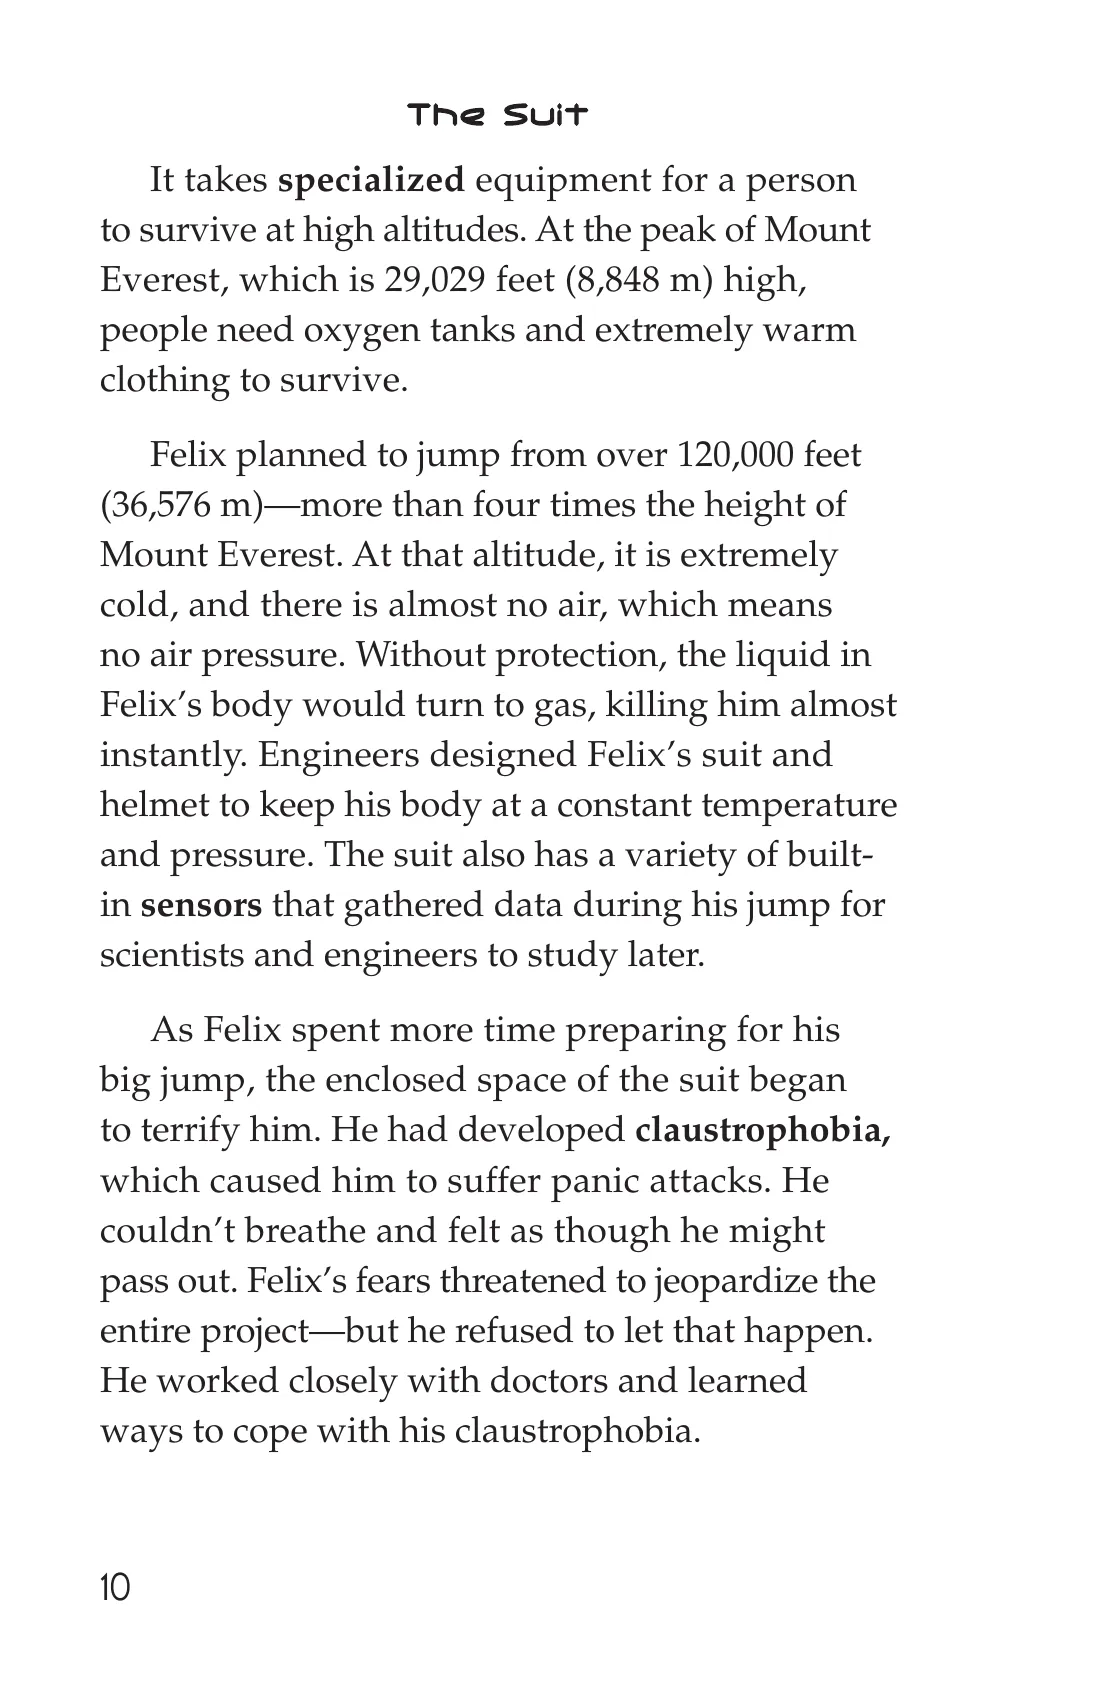 The Suit
It takes specialized equipment for a person
to survive at high altitudes. At the peak of Mount
Everest, which is 29,029 feet (8,848 m) high,
people need oxygen tanks and extremely warm
clothing to survive.
Felix planned to jump from over 120,000 feet
(36,576 m)—more than four times the height of
Mount Everest. At that altitude, it is extremely
cold, and there is almost no air, which means
no air pressure. Without protection, the liquid in
Felix’s body would turn to gas, killing him almost
instantly. Engineers designed Felix’s suit and
helmet to keep his body at a constant temperature
and pressure. The suit also has a variety of built-
in sensors that gathered data during his jump for
scientists and engineers to study later.
As Felix spent more time preparing for his
big jump, the enclosed space of the suit began
to terrify him. He had developed claustrophobia,
which caused him to suffer panic attacks. He
couldn’t breathe and felt as though he might
pass out. Felix’s fears threatened to jeopardize the
entire project—but he refused to let that happen.
He worked closely with doctors and learned
ways to cope with his claustrophobia.
10